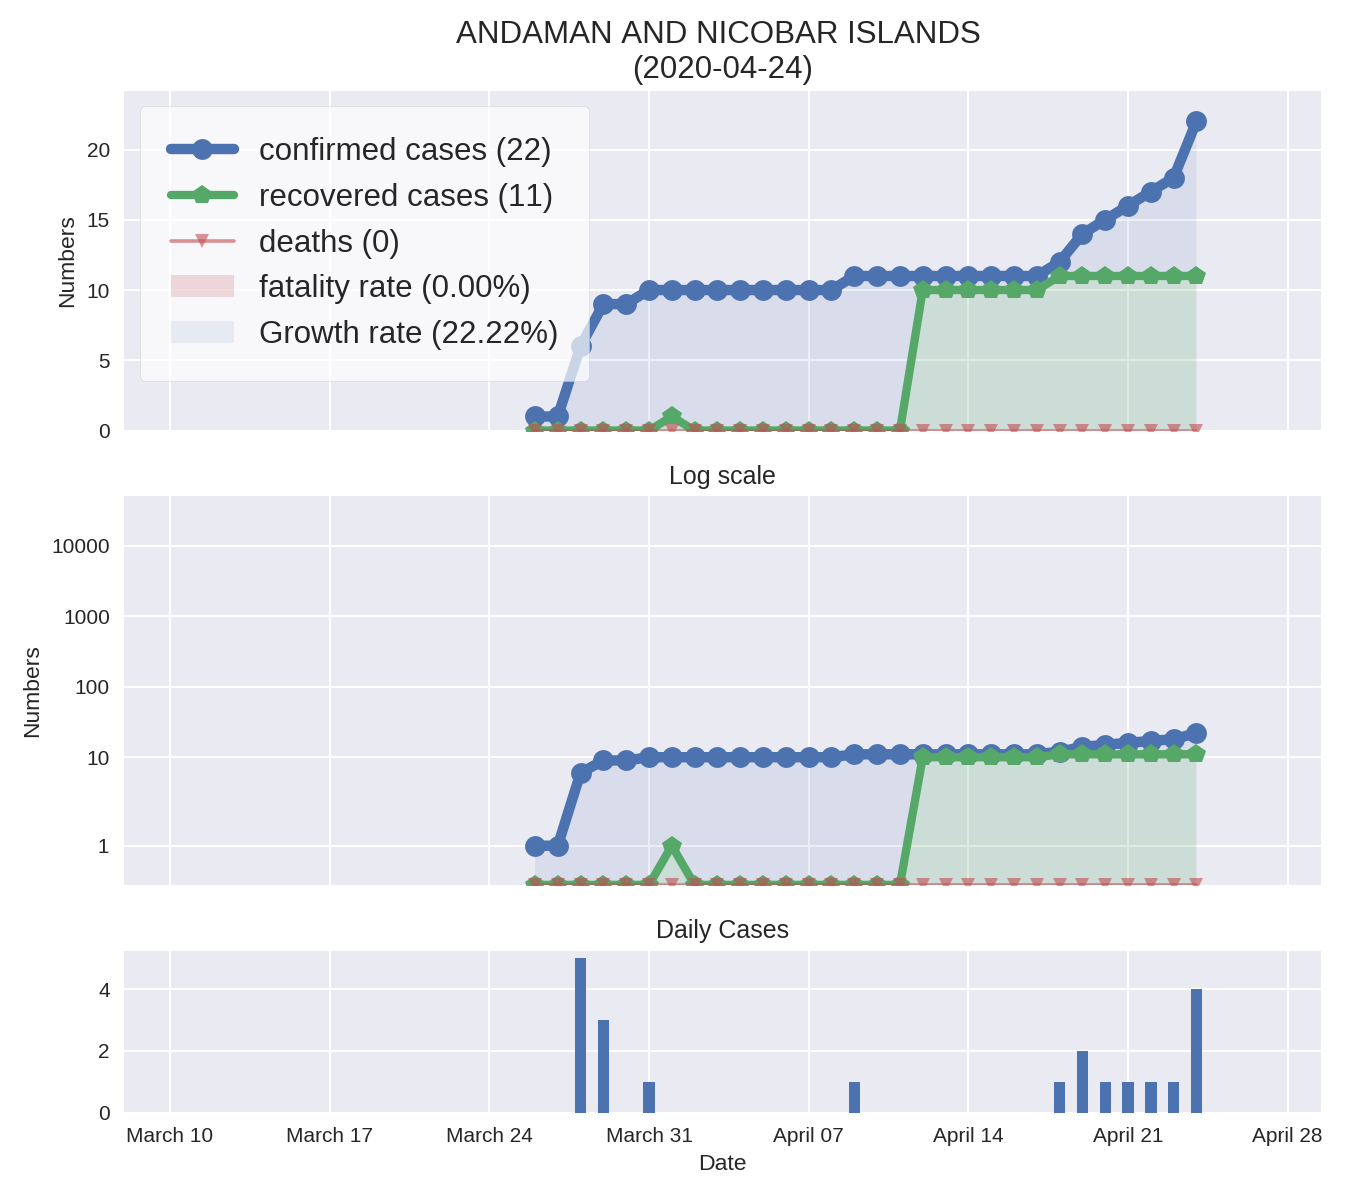 ANDAMAN AND NICOBAR ISLANDS
(2020-04-24)
confirmed cases (22)
recovered cases (11)
deaths (0)
fatality rate (0.00%)
Growth rate (22.22%)
Numbers
20
15
10
5
0
Log scale
Numbers
10000
1000
100
10
1
Daily Cases
4
2
0
March 10 March 17 March 24 March 31 April 07 April 14 April 21 April 28
Date